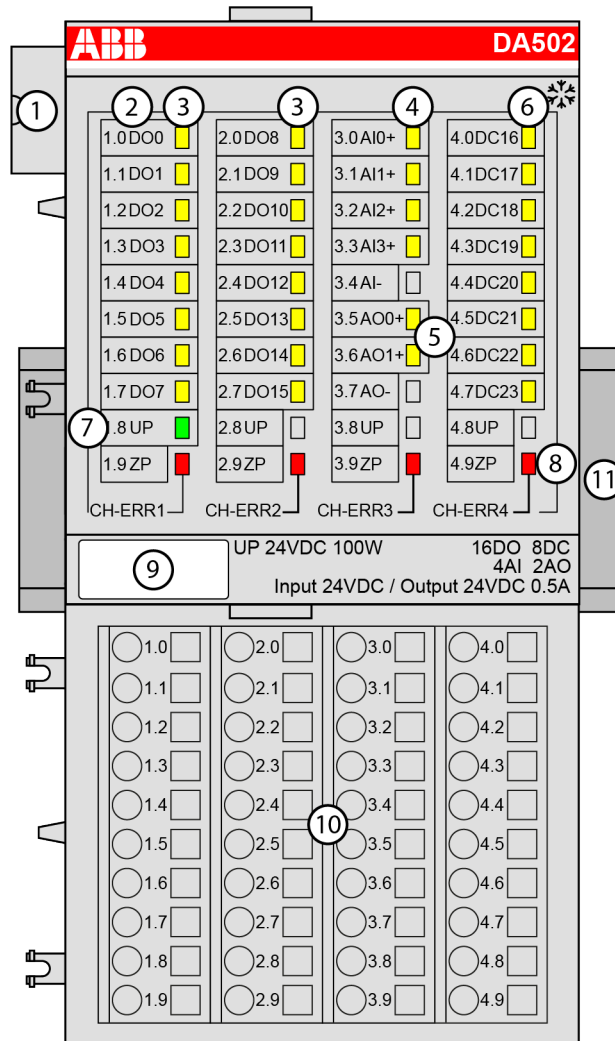 ABB DA502
1 2 3 3 4 6
1.0 DO0 2.0 DO8 3.0 AI0+ 4.0 DC16
1.1 DO1 2.1 DO9 3.1 AI1+ 4.1 DC17
1.2 DO2 2.2 DO10 3.2 AI2+ 4.2 DC18
1.3 DO3 2.3 DO11 3.3 AI3+ 4.3 DC19
1.4 DO4 2.4 DO12 3.4 AI- 4.4 DC20
1.5 DO5 2.5 DO13 3.5 AO0+ 4.5 DC21
5
1.6 DO6 2.6 DO14 3.6 AO1+ 4.6 DC22
1.7 DO7 2.7 DO15 3.7 AO- 4.7 DC23
7 .8 UP 2.8 UP 3.8 UP 4.8 UP
1.9 ZP 2.9 ZP 3.9 ZP 4.9 ZP 8
11
CH-ERR1 CH-ERR2 CH-ERR3 CH-ERR4
9 UP 24VDC 100W 16DO 8DC
4AI 2AO
Input 24VDC / Output 24VDC 0.5A
1.0 2.0 3.0 4.0
1.1 2.1 3.1 4.1
1.2 2.2 3.2 4.2
1.3 2.3 3.3 4.3
1.4 2.4 3.4 4.4
10
1.5 2.5 3.5 4.5
1.6 2.6 3.6 4.6
1.7 2.7 3.7 4.7
1.8 2.8 3.8 4.8
1.9 2.9 3.9 4.9